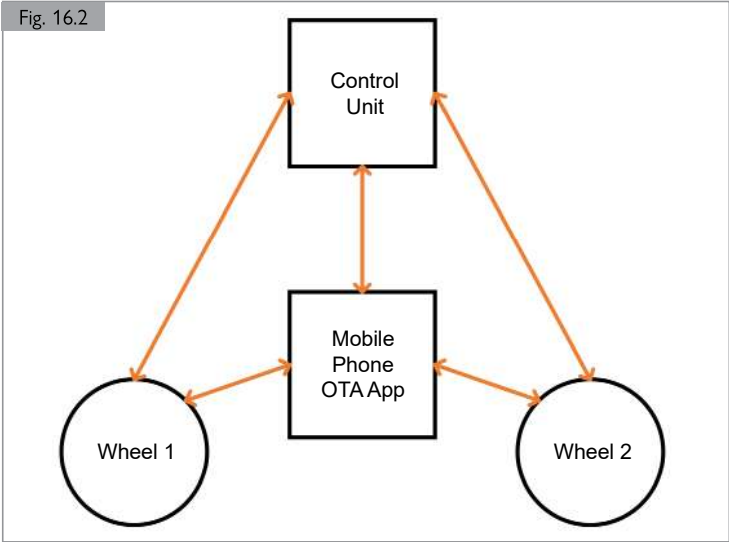 Fig. 16.2
Control
Unit
Mobile
Phone
OTA App
Wheel 1
Wheel 2